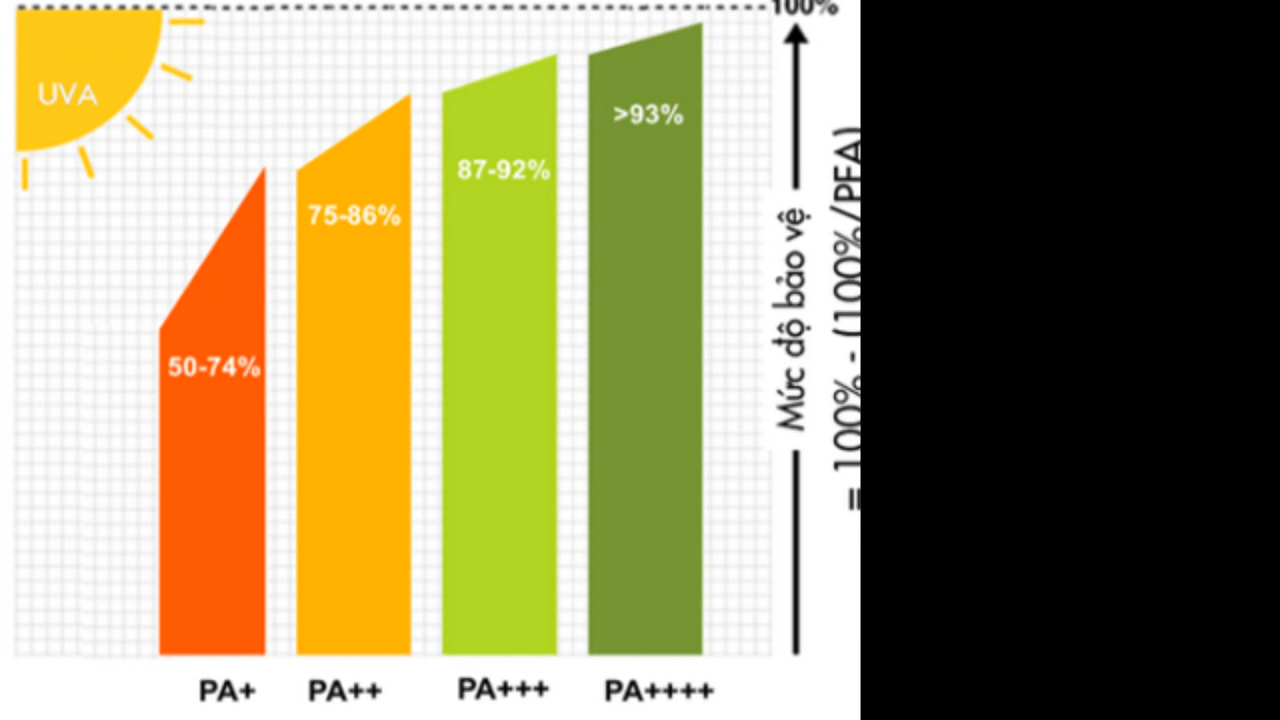 100%
UVA
>93%
87-92%
75-86%
50-74%
Mức độ bảo vệ
= 100% - (100%/PFA)
PA+
PA++
PA+++
PA++++